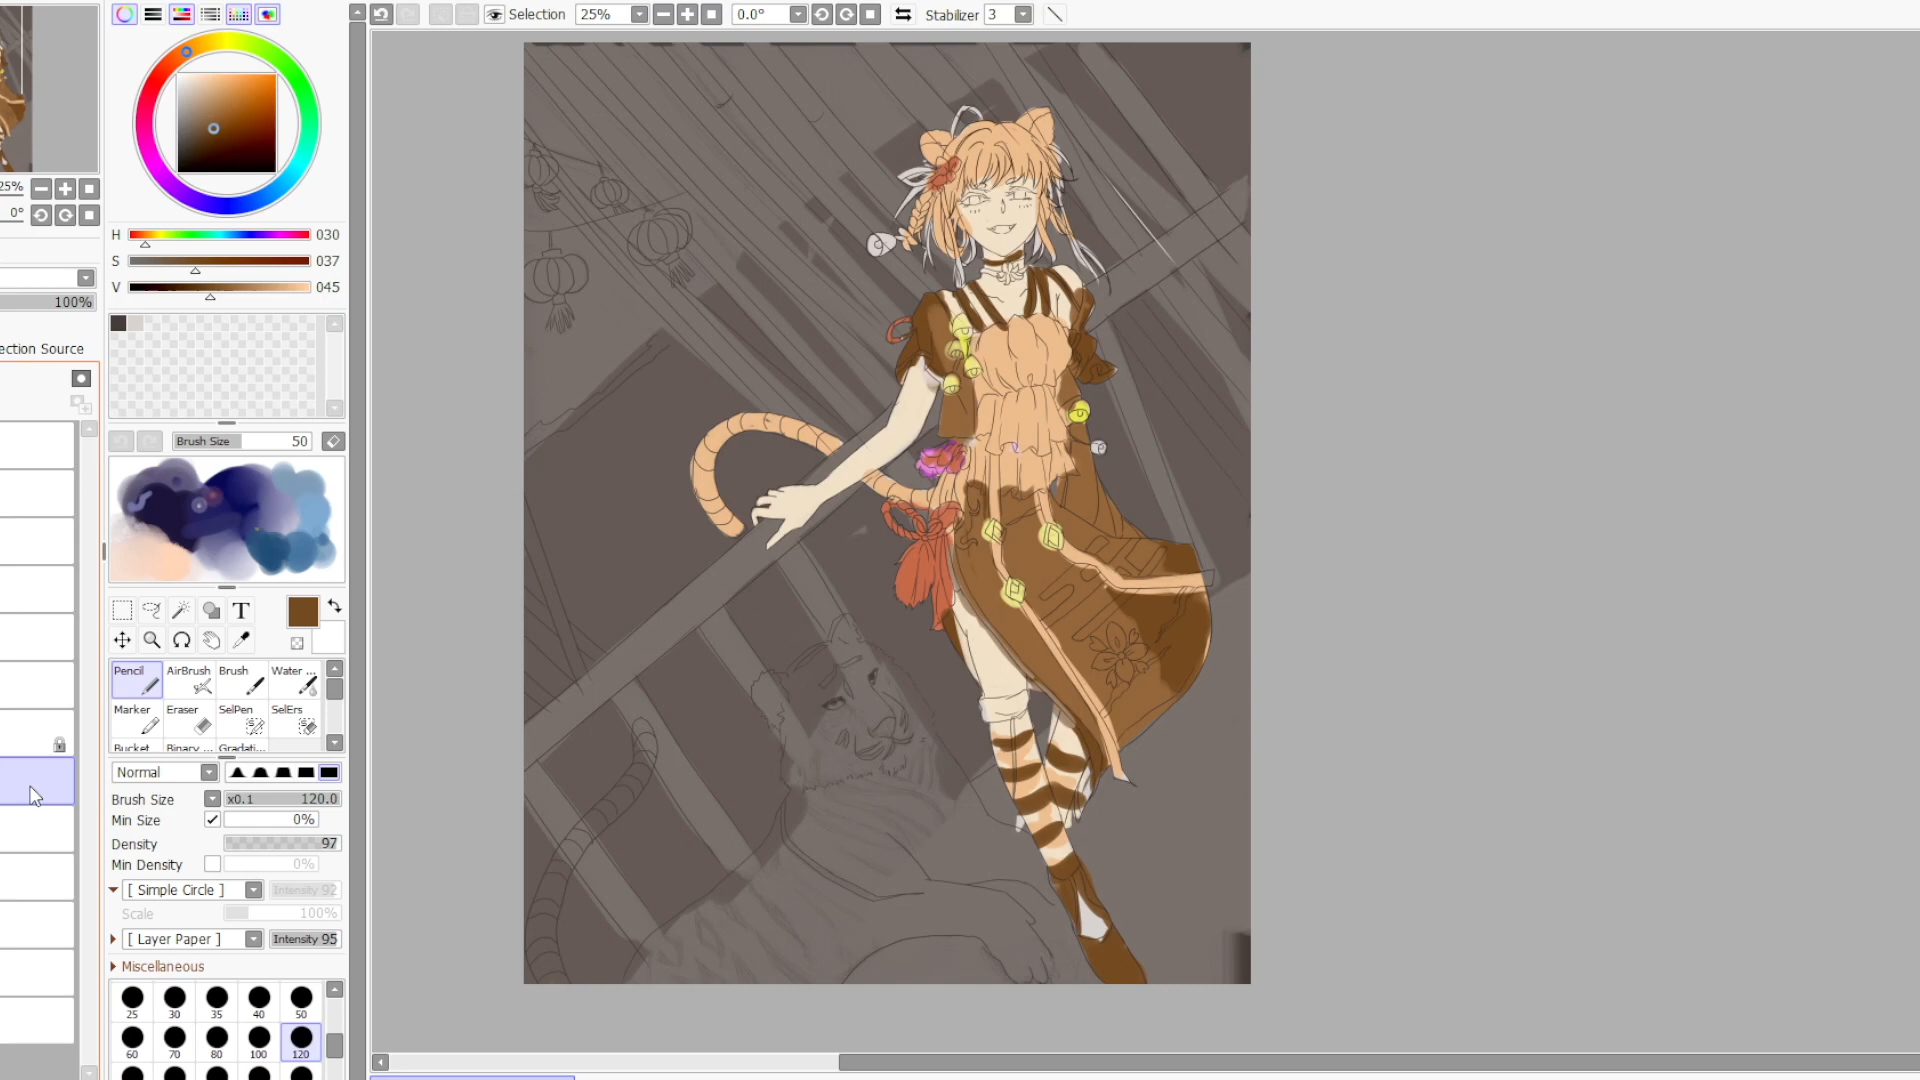 Selection 25% 0.0° Stabilizer 3
25%
0°
H 030
S 037
V 045
100%
ection Source
Brush Size 50
T
Pencil AirBrush Brush Water ...
Marker Eraser SelPen SelErs
Bucket Binary ... Gradati...
Normal
Brush Size x0.1 120.0
Min Size 0%
Density 97
Min Density 0%
[ Simple Circle ] Intensity 92
Scale 100%
[ Layer Paper ] Intensity 95
Miscellaneous
25 30 35 40 50
60 70 80 100 120